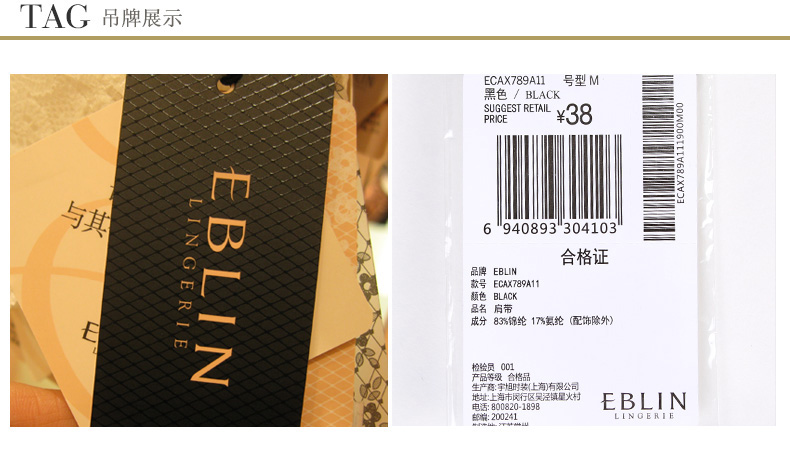 TAG 吊牌展示
与其
EBLIN
LINGERIE
ECAX789A11 号型 M
黑色 / BLACK
SUGGEST RETAIL
PRICE ¥38
6 940893 304103
ECAX789A111900M00
合格证
品牌 EBLIN
款号 ECAX789A11
颜色 BLACK
品名 肩带
成分 83%锦纶 17%氨纶 (配饰除外)
检验员 001
产品等级 合格品
生产商:宇旭时装(上海)有限公司
地址:上海市闵行区吴泾镇星火村
电话: 800820-1898
邮编: 200241
EBLIN
LINGERIE